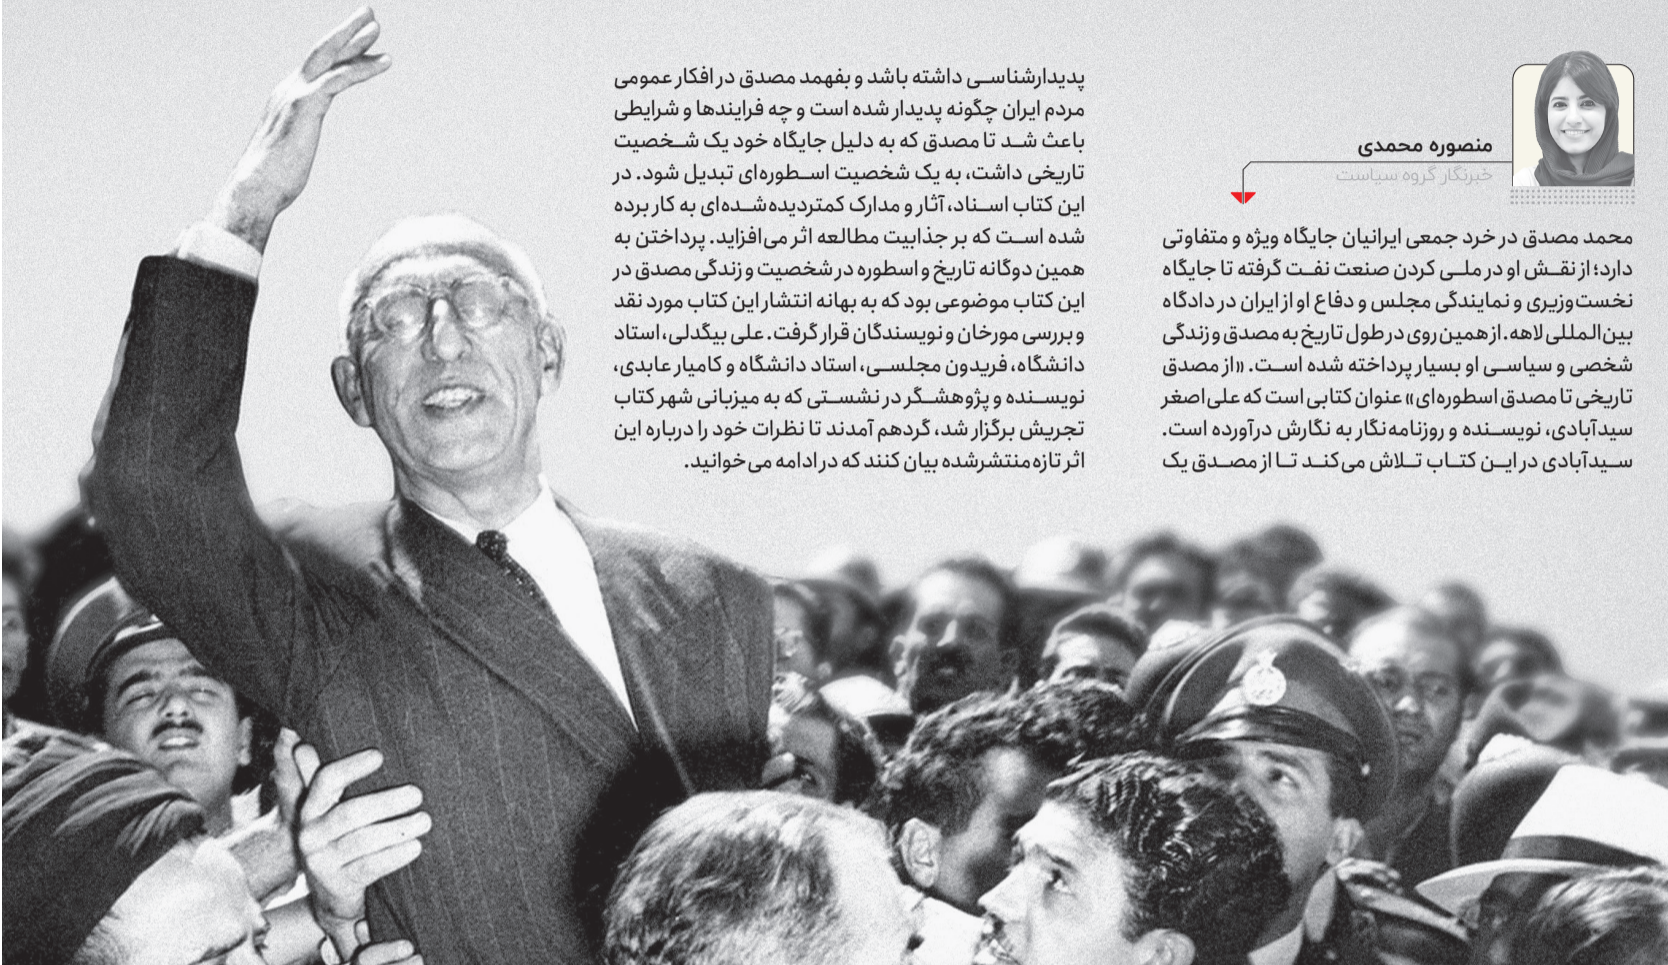 منصوره محمدی
خبرنگار گروه سیاست
محمد مصدق در خرد جمعی ایرانیان جایگاه ویژه و متفاوتی
دارد؛ از نقش او در ملی کردن صنعت نفت گرفته تا جایگاه
نخست‌وزیری و نمایندگی مجلس و دفاع او از ایران در دادگاه
بین‌المللی لاهه. از همین روی در طول تاریخ به مصدق و زندگی
شخصی و سیاسی او بسیار پرداخته شده است. «از مصدق
تاریخی تا مصدق اسطوره‌ای» عنوان کتابی است که علی‌اصغر
سیدآبادی، نویسنده و روزنامه‌نگار به نگارش درآورده است.
سیدآبادی در این کتاب تلاش می‌کند تا از مصدق یک
پدیدارشناسی داشته باشد و بفهمد مصدق در افکار عمومی
مردم ایران چگونه پدیدار شده است و چه فرایندها و شرایطی
باعث شد تا مصدق که به دلیل جایگاه خود یک شخصیت
تاریخی داشت، به یک شخصیت اسطوره‌ای تبدیل شود. در
این کتاب اسناد، آثار و مدارک کمتردیده‌شده‌ای به کار برده
شده است که بر جذابیت مطالعه اثر می‌افزاید. پرداختن به
همین دوگانه تاریخ و اسطوره در شخصیت و زندگی مصدق در
این کتاب موضوعی بود که به بهانه انتشار این کتاب مورد نقد
و بررسی مورخان و نویسندگان قرار گرفت. علی بیگدلی، استاد
دانشگاه، فریدون مجلسی، استاد دانشگاه و کامیار عابدی،
نویسنده و پژوهشگر در نشستی که به میزبانی شهر کتاب
تجریش برگزار شد، گردهم آمدند تا نظرات خود را درباره این
اثر تازه منتشرشده بیان کنند که در ادامه می‌خوانید.